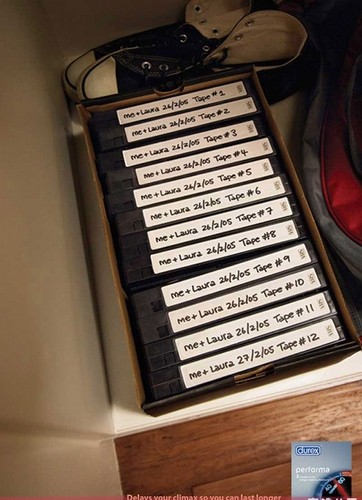 me + Laura 26/2/05 Tape #1
me + Laura 26/2/05 Tape #2
me + Laura 26/2/05 Tape #3
me + Laura 26/2/05 Tape #4
me + Laura 26/2/05 Tape #5
me + Laura 26/2/05 Tape #6
me + Laura 26/2/05 Tape #7
me + Laura 26/2/05 Tape #8
me + Laura 26/2/05 Tape #9
me + Laura 26/2/05 Tape #10
me + Laura 26/2/05 Tape #11
me + Laura 27/2/05 Tape #12
durex
performa
Delays your climax so you can last longer